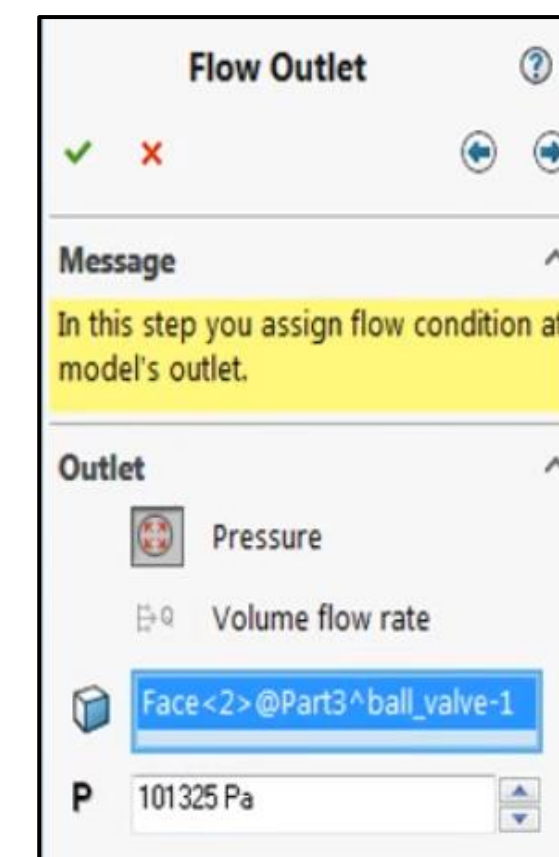 Flow Outlet
Message
In this step you assign flow condition at
model's outlet.
Outlet
Pressure
Q Volume flow rate
Face<2>@Part3^ball_valve-1
P 101325 Pa